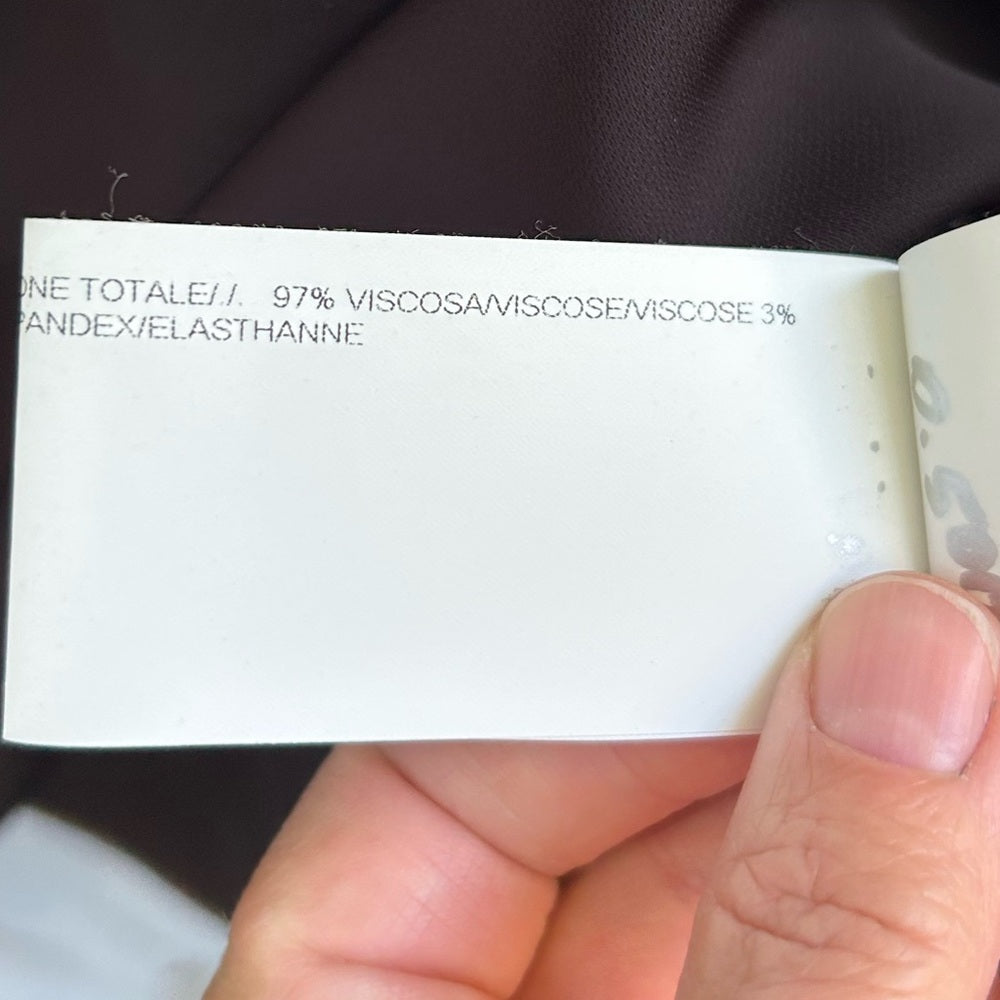 ONE TOTALE/./. 97% VISCOSA/VISCOSE/VISCOSE 3%
PANDEX/ELASTHANNE